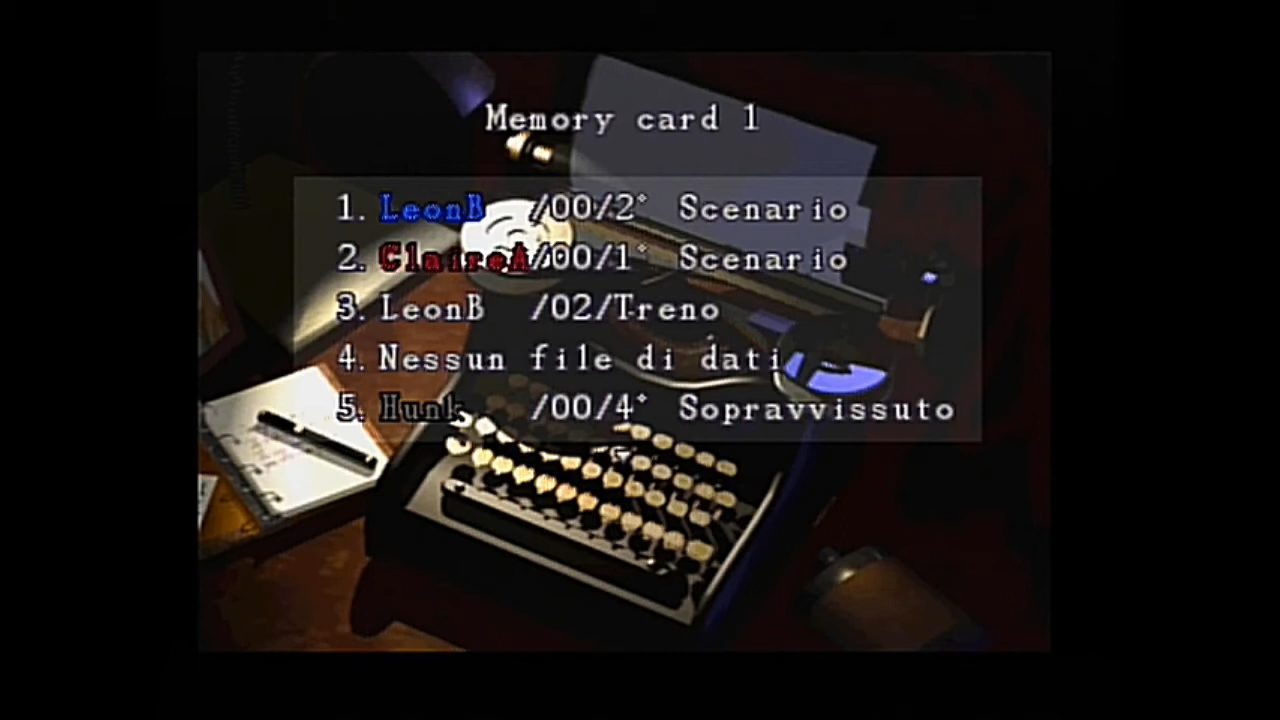 Memory card 1
1. LeonB /00/2° Scenario
2. ClaireA/00/1° Scenario
3. LeonB /02/Treno
4. Nessun file di dati
5. Hunk /00/4° Sopravvissuto